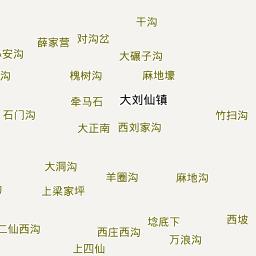 干沟
薛家营
对沟岔
小安沟
大碾子沟
沟
槐树沟
麻地壕
牵马石
大刘仙镇
石门沟
大正南
西刘家沟
竹扫沟
大洞沟
羊圈沟
麻地沟
上梁家坪
埝底下
西坡
二仙西沟
西庄西沟
万浪沟
上四仙